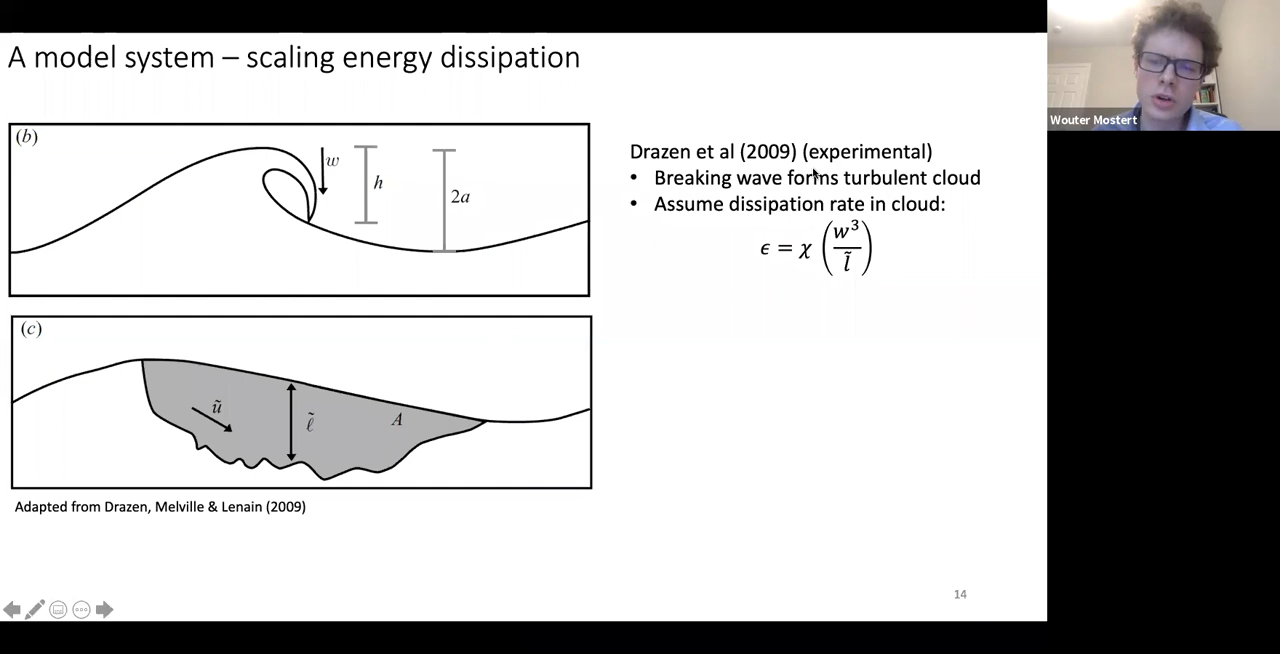 A model system – scaling energy dissipation
Wouter Mostert
(b)
w
h
2a
Drazen et al (2009) (experimental)
• Breaking wave forms turbulent cloud
• Assume dissipation rate in cloud:
ϵ = χ (w³/l̃)
(c)
ũ
ℓ̃
A
Adapted from Drazen, Melville & Lenain (2009)
14